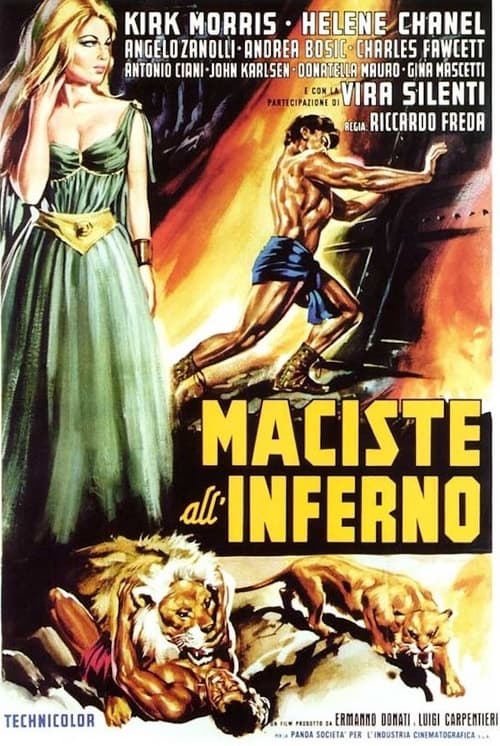 KIRK MORRIS · HELENE CHANEL
ANGELO ZANOLLI · ANDREA BOSIC · CHARLES FAWCETT
ANTONIO CIANI · JOHN KARLSEN · DONATELLA MAURO · GINA MASCETTI
E CON LA
PARTECIPAZIONE DI VIRA SILENTI
REGIA: RICCARDO FREDA
MACISTE
all' INFERNO
TECHNICOLOR
UN FILM PRODOTTO DA ERMANNO DONATI E LUIGI CARPENTIERI
PER LA PANDA SOCIETA' PER L'INDUSTRIA CINEMATOGRAFICA